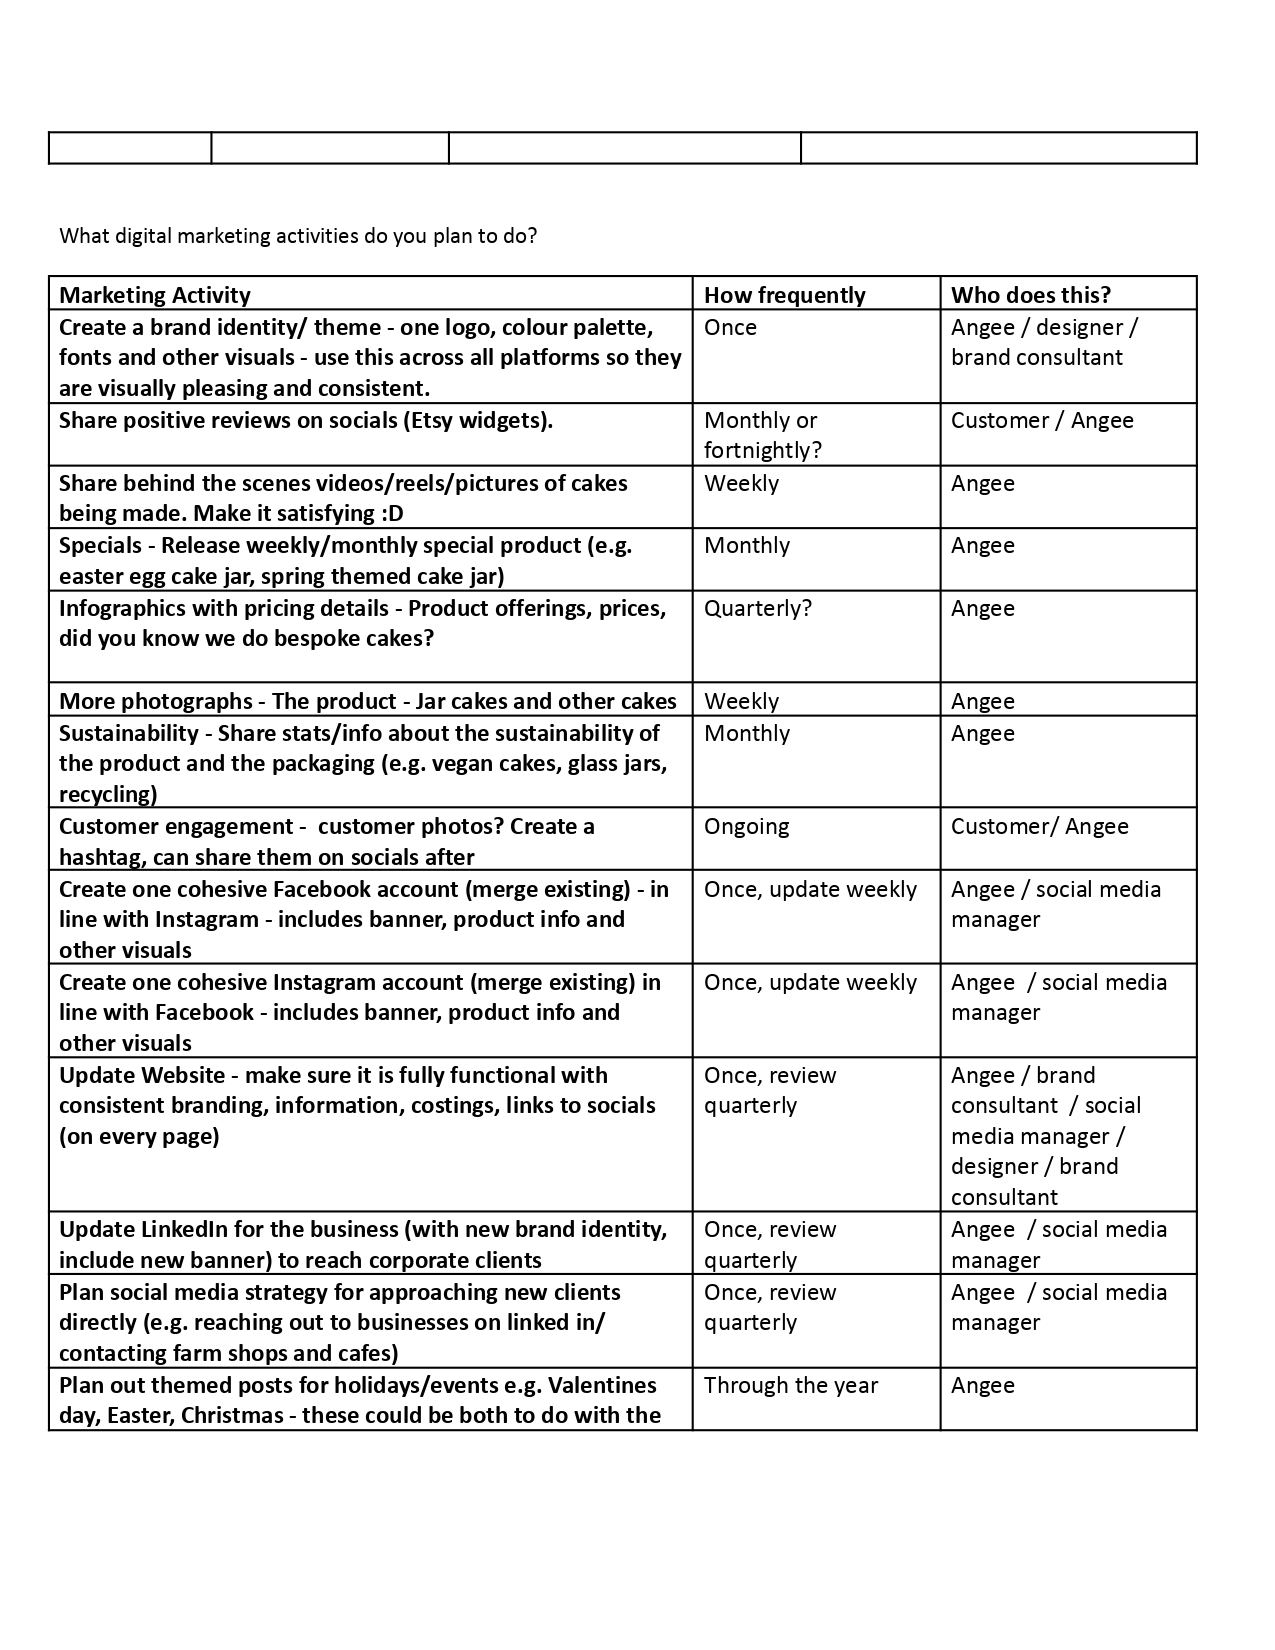 What digital marketing activities do you plan to do?
Marketing Activity How frequently Who does this?
Create a brand identity/ theme - one logo, colour palette, Once Angee / designer /
fonts and other visuals - use this across all platforms so they brand consultant
are visually pleasing and consistent.
Share positive reviews on socials (Etsy widgets). Monthly or Customer / Angee
fortnightly?
Share behind the scenes videos/reels/pictures of cakes Weekly Angee
being made. Make it satisfying :D
Specials - Release weekly/monthly special product (e.g. Monthly Angee
easter egg cake jar, spring themed cake jar)
Infographics with pricing details - Product offerings, prices, Quarterly? Angee
did you know we do bespoke cakes?
More photographs - The product - Jar cakes and other cakes Weekly Angee
Sustainability - Share stats/info about the sustainability of Monthly Angee
the product and the packaging (e.g. vegan cakes, glass jars,
recycling)
Customer engagement -  customer photos? Create a Ongoing Customer/ Angee
hashtag, can share them on socials after
Create one cohesive Facebook account (merge existing) - in Once, update weekly Angee / social media
line with Instagram - includes banner, product info and manager
other visuals
Create one cohesive Instagram account (merge existing) in Once, update weekly Angee  / social media
line with Facebook - includes banner, product info and manager
other visuals
Update Website - make sure it is fully functional with Once, review Angee / brand
consistent branding, information, costings, links to socials quarterly consultant  / social
(on every page) media manager /
designer / brand
consultant
Update LinkedIn for the business (with new brand identity, Once, review Angee  / social media
include new banner) to reach corporate clients quarterly manager
Plan social media strategy for approaching new clients Once, review Angee  / social media
directly (e.g. reaching out to businesses on linked in/ quarterly manager
contacting farm shops and cafes)
Plan out themed posts for holidays/events e.g. Valentines Through the year Angee
day, Easter, Christmas - these could be both to do with the